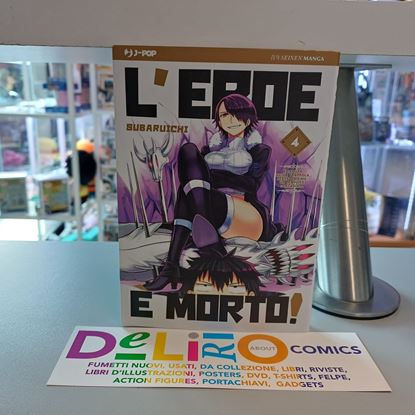 J-POP
J-POP SEINEN MANGA
L'EROE
SUBARUICHI
4
È MORTO!
DeLiRiO ABOUT COMICS
FUMETTI NUOVI, USATI, DA COLLEZIONE, LIBRI, RIVISTE,
LIBRI D'ILLUSTRAZIONI, POSTERS, DVD, T-SHIRTS, FELPE,
ACTION FIGURES, PORTACHIAVI, GADGETS